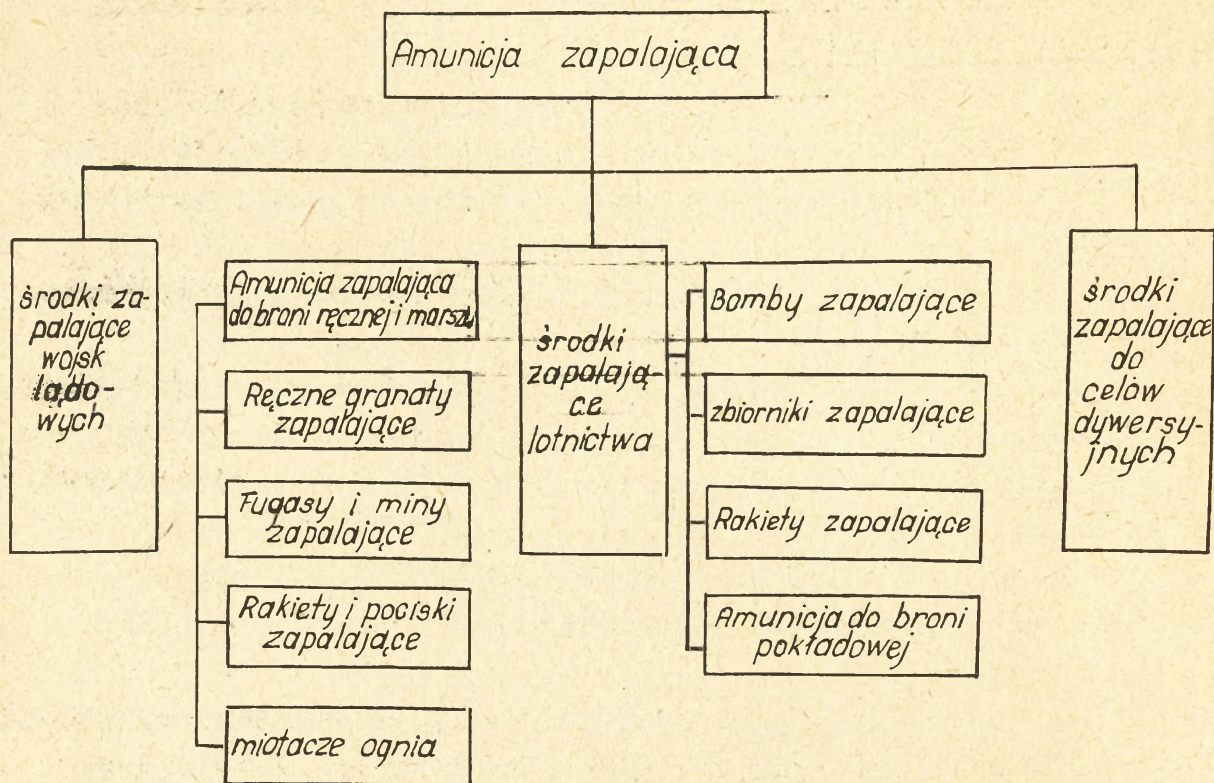 Amunicja zapalająca
środki za-
palające
wojsk
lądo-
wych
Amunicja zapalająca
do broni ręcznej i marszu
Ręczne granaty
zapalające
Fugasy i miny
zapalające
Rakiety i pociski
zapalające
miotacze ognia
środki
zapalają-
ce
lotnictwa
Bomby zapalające
zbiorniki zapalające
Rakiety zapalające
Amunicja do broni
pokładowej
środki
zapalające
do
celów
dywersy-
jnych